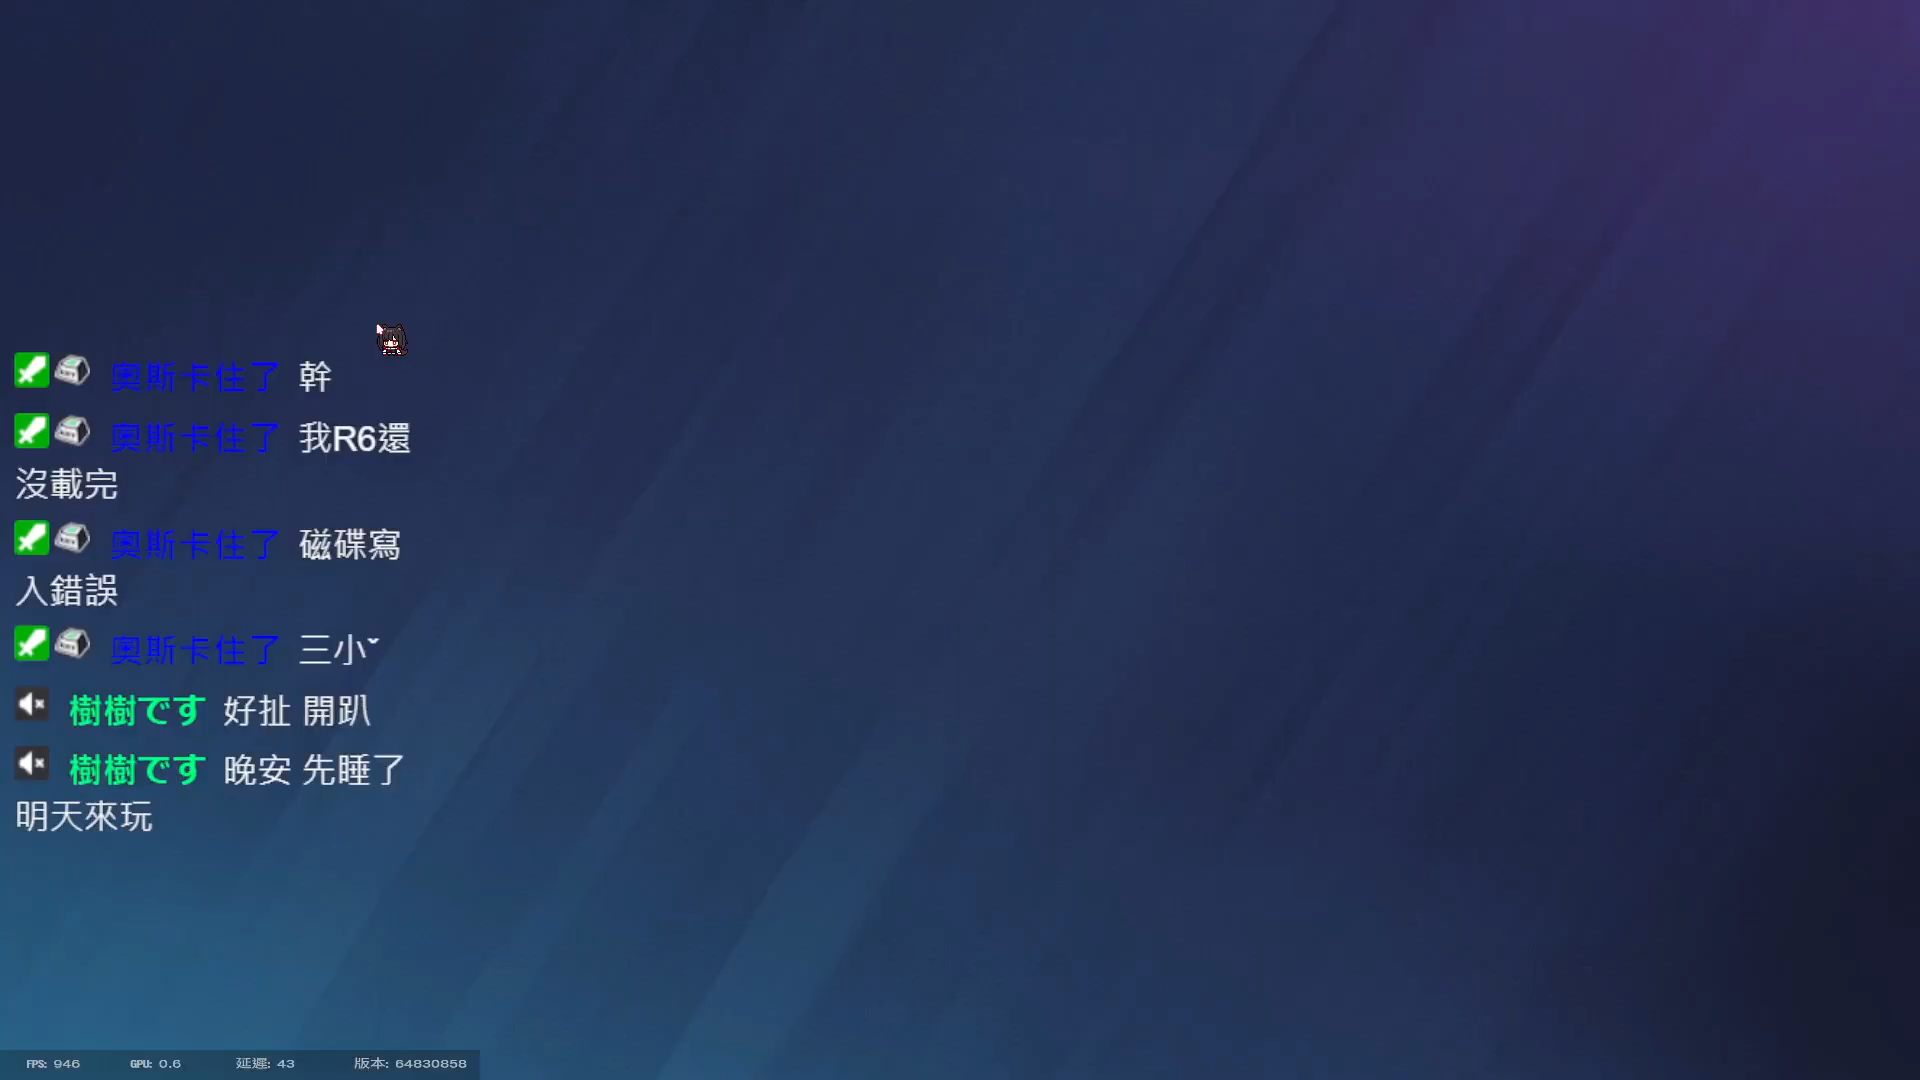 奧斯卡住了 幹
奧斯卡住了 我R6還
沒載完
奧斯卡住了 磁碟寫
入錯誤
奧斯卡住了 三小ˇ
樹樹です 好扯 開趴
樹樹です 晚安 先睡了
明天來玩
FPS: 946 GPU: 0.6 延遲: 43 版本: 64830858